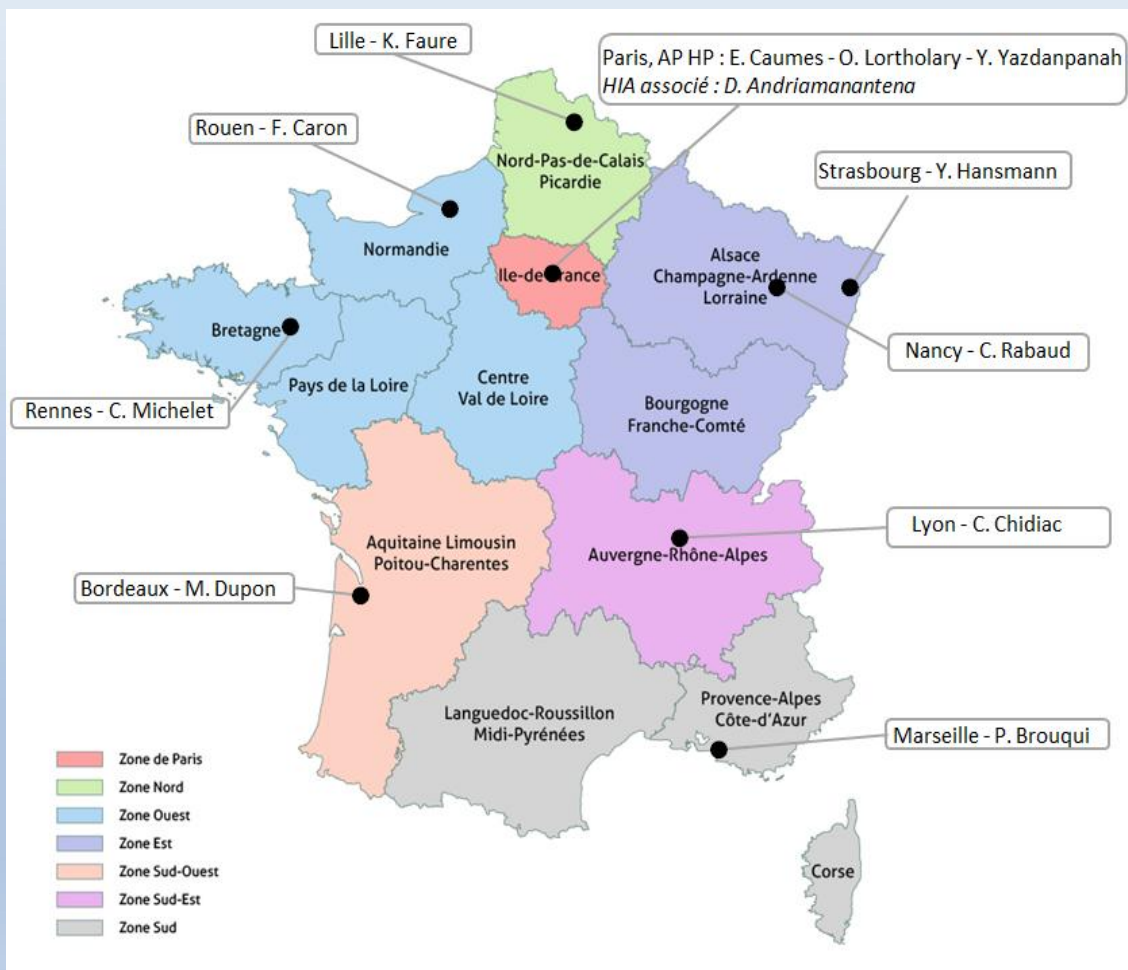 Lille - K. Faure
Paris, AP HP : E. Caumes - O. Lortholary - Y. Yazdanpanah
HIA associé : D. Andriamanantena
Rouen - F. Caron
Nord-Pas-de-Calais
Picardie
Strasbourg - Y. Hansmann
Normandie
Ile-de-France
Alsace
Champagne-Ardenne
Lorraine
Bretagne
Nancy - C. Rabaud
Pays de la Loire
Centre
Val de Loire
Rennes - C. Michelet
Bourgogne
Franche-Comté
Lyon - C. Chidiac
Aquitaine Limousin
Poitou-Charentes
Auvergne-Rhône-Alpes
Bordeaux - M. Dupon
Languedoc-Roussillon
Midi-Pyrénées
Provence-Alpes
Côte-d'Azur
Marseille - P. Brouqui
Zone de Paris
Zone Nord
Zone Ouest
Zone Est
Zone Sud-Ouest
Zone Sud-Est
Zone Sud
Corse